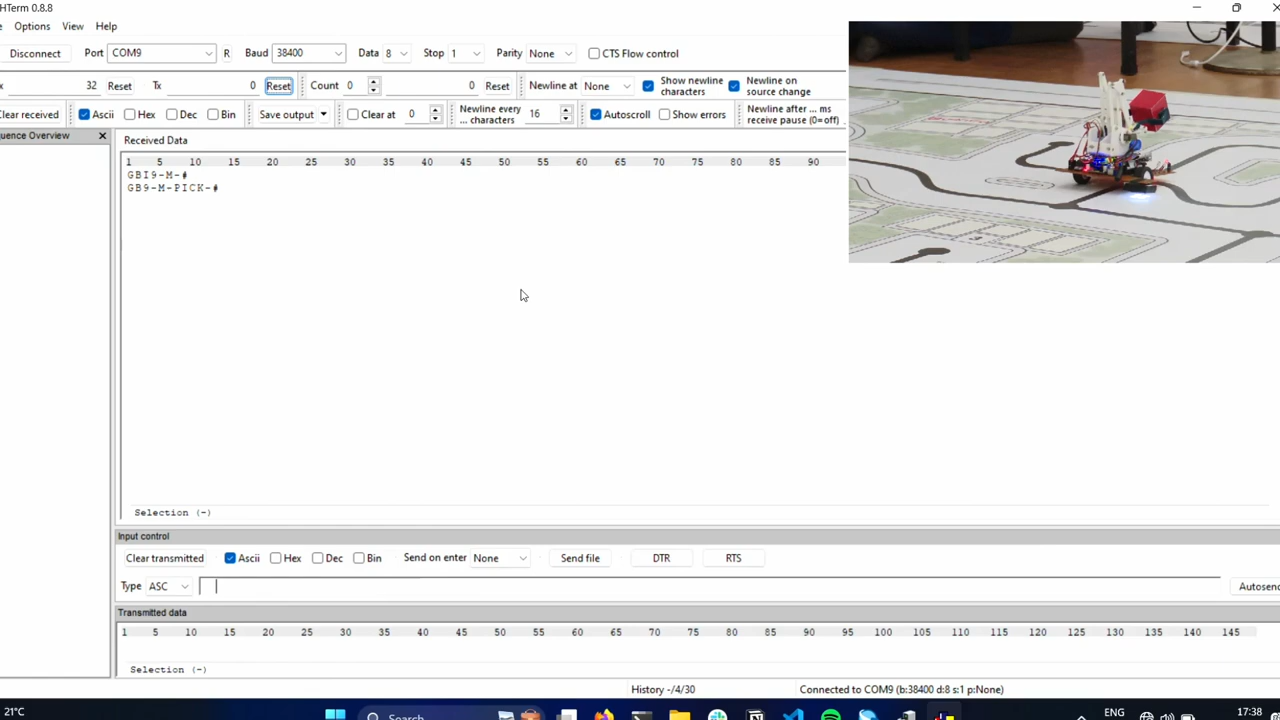 HTerm 0.8.8
Options View Help
Disconnect Port COM9 R Baud 38400 Data 8 Stop 1 Parity None CTS Flow control
32 Reset Tx 0 Reset Count 0 0 Reset Newline at None Show newline characters Newline on source change
Clear received Ascii Hex Dec Bin Save output Clear at 0 Newline every ... characters 16 Autoscroll Show errors Newline after ... ms receive pause (0=off)
uence Overview
Received Data
1 5 10 15 20 25 30 35 40 45 50 55 60 65 70 75 80 85 90
GBI9-M-#
GB9-M-PICK-#
Selection (-)
Input control
Clear transmitted Ascii Hex Dec Bin Send on enter None Send file DTR RTS
Type ASC Autosend
Transmitted data
1 5 10 15 20 25 30 35 40 45 50 55 60 65 70 75 80 85 90 95 100 105 110 115 120 125 130 135 140 145
Selection (-)
History -/4/30 Connected to COM9 (b:38400 d:8 s:1 p:None)
21°C Search ENG 17:38